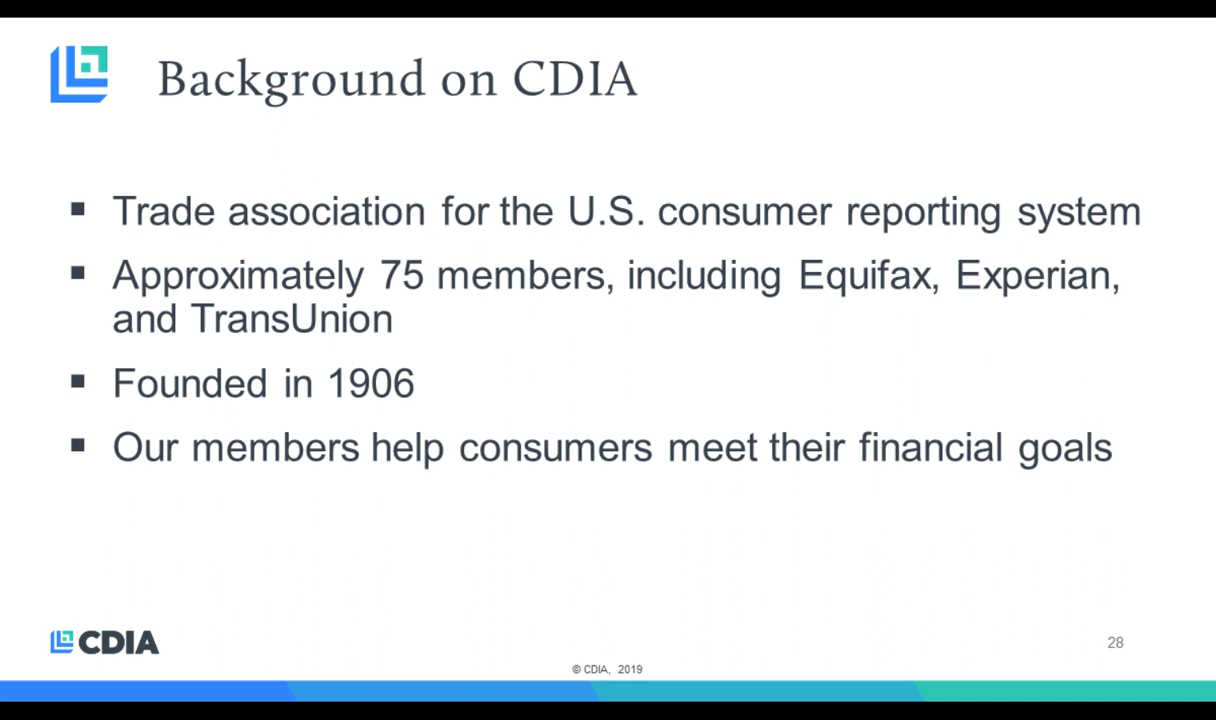 Background on CDIA
▪ Trade association for the U.S. consumer reporting system
▪ Approximately 75 members, including Equifax, Experian,
and TransUnion
▪ Founded in 1906
▪ Our members help consumers meet their financial goals
CDIA
28
© CDIA, 2019